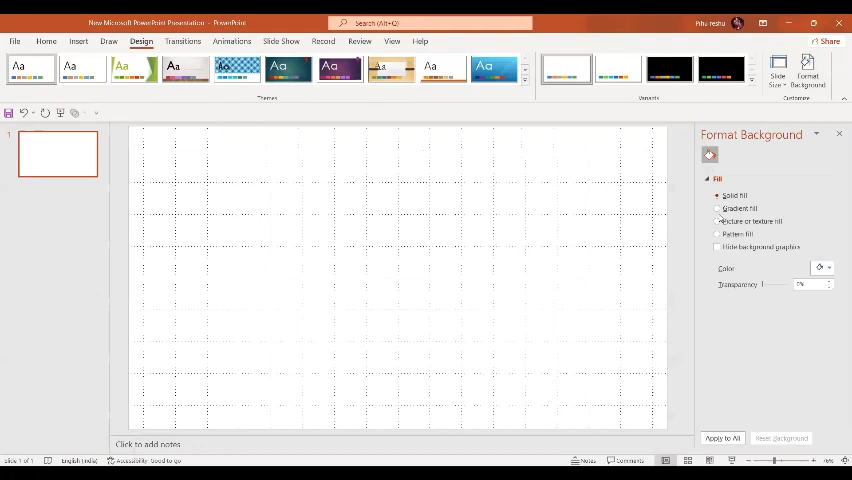 New Microsoft PowerPoint Presentation - PowerPoint
Search (Alt+Q)
Pihu reshu
File Home Insert Draw Design Transitions Animations Slide Show Record Review View Help
Share
Aa Aa Aa Aa Aa Aa Aa Aa Aa Aa
Slide Size
Format Background
Themes
Variants
Customize
1
Format Background
Fill
Solid fill
Gradient fill
Picture or texture fill
Pattern fill
Hide background graphics
Color
Transparency
0%
Click to add notes
Apply to All
Reset Background
Slide 1 of 1
English (India)
Accessibility: Good to go
Notes
Comments
76%